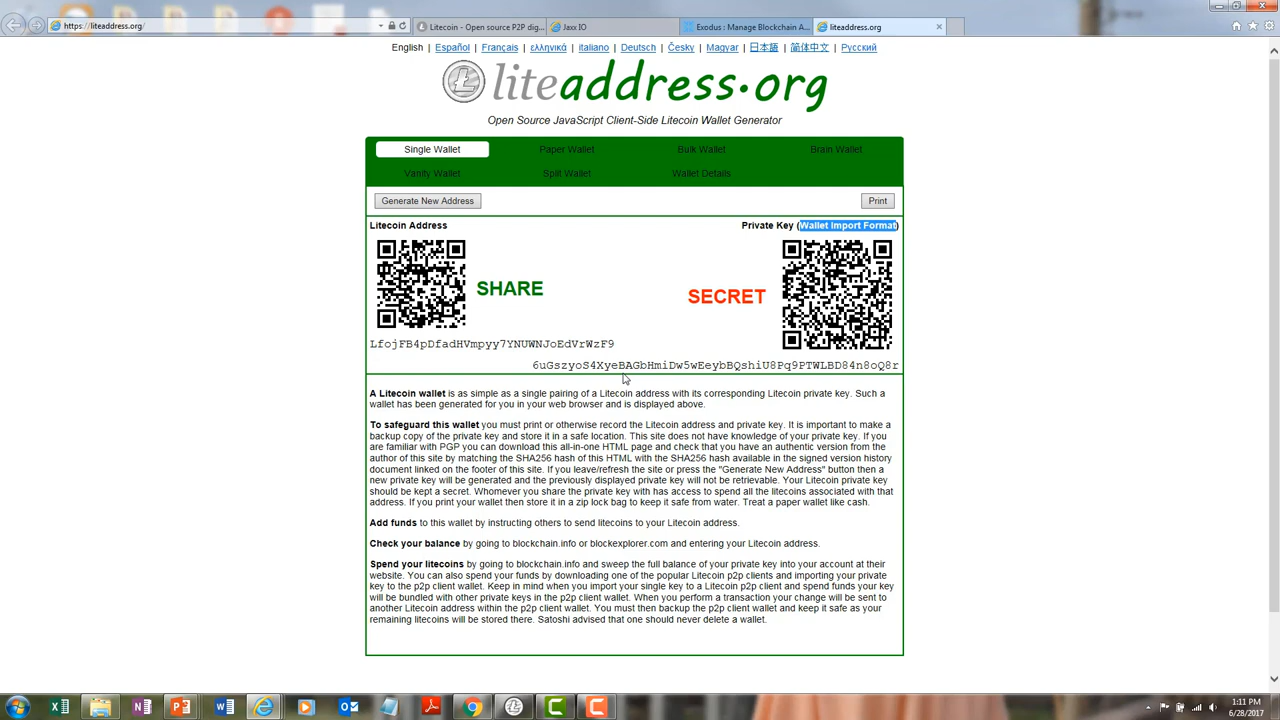 https://liteaddress.org/
Litecoin - Open source P2P dig...
Jaxx IO
Exodus : Manage Blockchain A...
liteaddress.org
English | Español | Français | ελληνικά | italiano | Deutsch | Česky | Magyar | 日本語 | 简体中文 | Русский
liteaddress.org
Open Source JavaScript Client-Side Litecoin Wallet Generator
Single Wallet Paper Wallet Bulk Wallet Brain Wallet
Vanity Wallet Split Wallet Wallet Details
Generate New Address Print
Litecoin Address Private Key (Wallet Import Format)
SHARE
SECRET
LfojFB4pDfadHVmpyy7YNUWNJoEdVrWzF9
6uGszyoS4XyeBAGbHmiDw5wEeybBQshiU8Pq9PTWLBD84n8oQ8r
A Litecoin wallet is as simple as a single pairing of a Litecoin address with its corresponding Litecoin private key. Such a
wallet has been generated for you in your web browser and is displayed above.
To safeguard this wallet you must print or otherwise record the Litecoin address and private key. It is important to make a
backup copy of the private key and store it in a safe location. This site does not have knowledge of your private key. If you
are familiar with PGP you can download this all-in-one HTML page and check that you have an authentic version from the
author of this site by matching the SHA256 hash of this HTML with the SHA256 hash available in the signed version history
document linked on the footer of this site. If you leave/refresh the site or press the "Generate New Address" button then a
new private key will be generated and the previously displayed private key will not be retrievable. Your Litecoin private key
should be kept a secret. Whomever you share the private key with has access to spend all the litecoins associated with that
address. If you print your wallet then store it in a zip lock bag to keep it safe from water. Treat a paper wallet like cash.
Add funds to this wallet by instructing others to send litecoins to your Litecoin address.
Check your balance by going to blockchain.info or blockexplorer.com and entering your Litecoin address.
Spend your litecoins by going to blockchain.info and sweep the full balance of your private key into your account at their
website. You can also spend your funds by downloading one of the popular Litecoin p2p clients and importing your private
key to the p2p client wallet. Keep in mind when you import your single key to a Litecoin p2p client and spend funds your key
will be bundled with other private keys in the p2p client wallet. When you perform a transaction your change will be sent to
another Litecoin address within the p2p client wallet. You must then backup the p2p client wallet and keep it safe as your
remaining litecoins will be stored there. Satoshi advised that one should never delete a wallet.
1:11 PM
6/28/2017